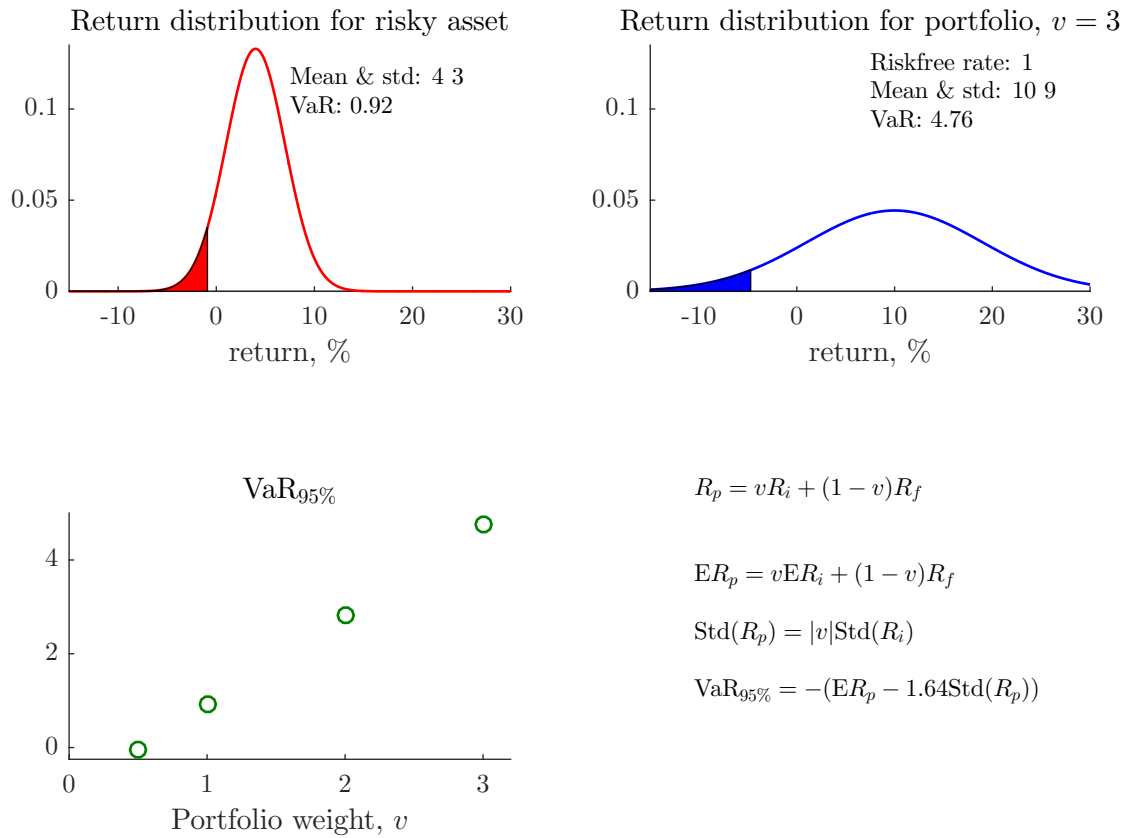 Return distribution for risky asset
Mean & std: 4 3
VaR: 0.92
0.1
0.05
0
-10 0 10 20 30
return, %
Return distribution for portfolio, v = 3
Riskfree rate: 1
Mean & std: 10 9
VaR: 4.76
0.1
0.05
0
-10 0 10 20 30
return, %
VaR₉₅%
4
2
0
0 1 2 3
Portfolio weight, v
Rₚ = vRᵢ + (1 − v)R_f
ERₚ = vERᵢ + (1 − v)R_f
Std(Rₚ) = |v|Std(Rᵢ)
VaR₉₅% = −(ERₚ − 1.64Std(Rₚ))